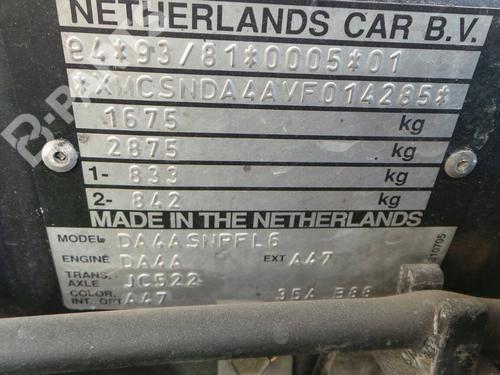 NETHERLANDS CAR B.V.
e4*93/81*0005*01
*XMCSNDA4AVF014285*
1675 kg
2875 kg
1- 833 kg
2- 842 kg
MADE IN THE NETHERLANDS
MODEL DA4ASNPFL6
ENGINE DA4A EXT A47
TRANS. AXLE JC522
COLOR, INT. OPT A47 35A E88